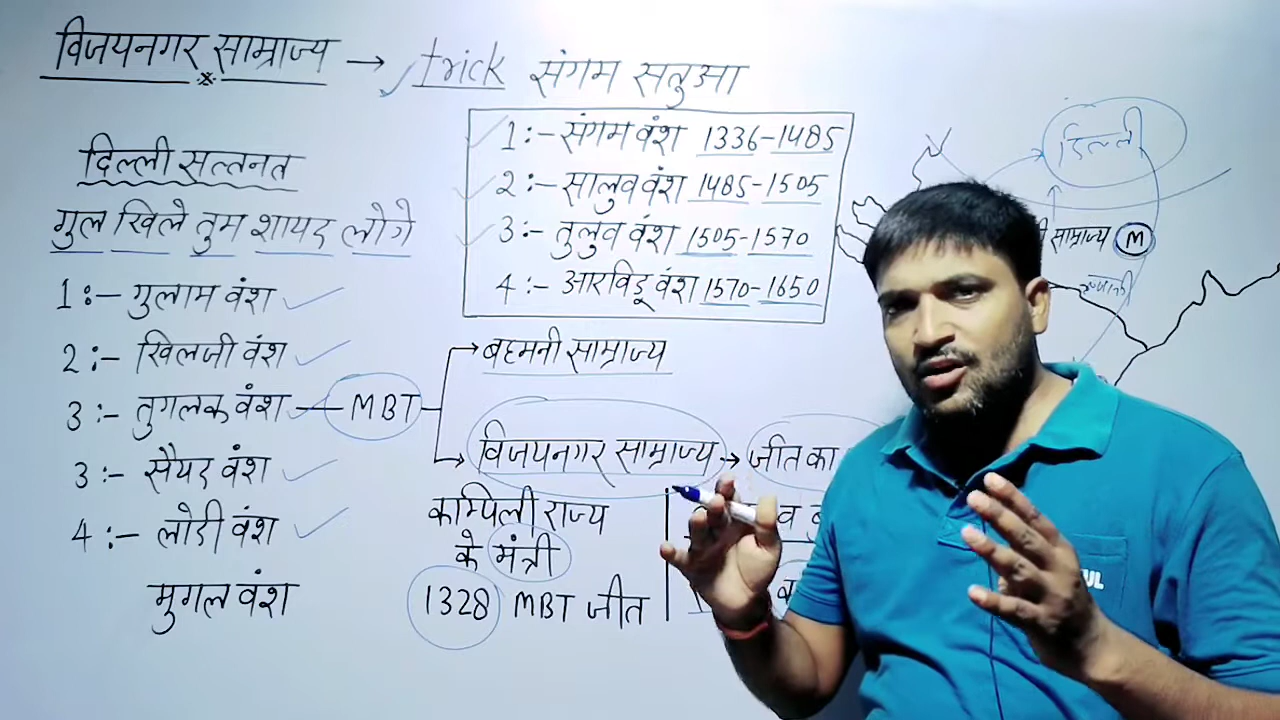 विजयनगर साम्राज्य → trick संगम सतुआ
दिल्ली सल्तनत
गुल खिले तुम शायद लोगे
1:- गुलाम वंश
2:- खिलजी वंश
3:- तुगलक वंश — MBT
3:- सैयद वंश
4:- लोडी वंश
मुगल वंश
1:- संगम वंश 1336-1485
2:- सालुव वंश 1485-1505
3:- तुलुव वंश 1505-1570
4:- आरविडू वंश 1570-1650
बहमनी साम्राज्य
विजयनगर साम्राज्य → जीत का
कम्पिली राज्य
के मंत्री
1328 MBT जीत
दिल्ली
साम्राज्य M
UL